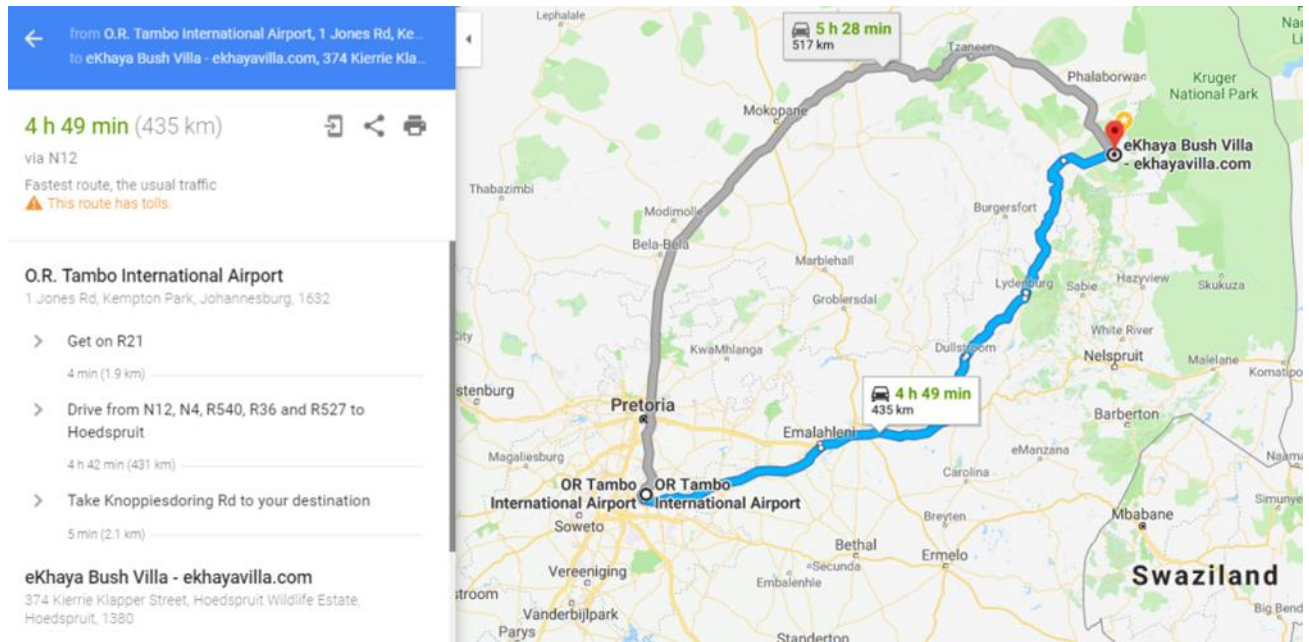 from O.R. Tambo International Airport, 1 Jones Rd, Ke...
to eKhaya Bush Villa - ekhayavilla.com, 374 Kierrie Kla...
4 h 49 min (435 km)
via N12
Fastest route, the usual traffic
This route has tolls.
O.R. Tambo International Airport
1 Jones Rd, Kempton Park, Johannesburg, 1632
Get on R21
4 min (1.9 km)
Drive from N12, N4, R540, R36 and R527 to
Hoedspruit
4 h 42 min (431 km)
Take Knoppiesdoring Rd to your destination
5 min (2.1 km)
eKhaya Bush Villa - ekhayavilla.com
374 Kierrie Klapper Street, Hoedspruit Wildlife Estate,
Hoedspruit, 1380
Lephalale
5 h 28 min
517 km
Tzaneen
Phalaborwa
Kruger
National Park
Mokopane
eKhaya Bush Villa
- ekhayavilla.com
Thabazimbi
Modimolle
Burgersfort
Bela-Bela
Marblehall
Lydenburg
Sabie
Hazyview
Skukuza
Groblersdal
White River
City
KwaMhlanga
Dullstroom
Nelspruit
Malelane
Komatipo
stenburg
4 h 49 min
435 km
Pretoria
Barberton
Emalahleni
Magaliesburg
eManzana
Naama
OR Tambo
International Airport
OR Tambo
International Airport
Carolina
Simunye
Soweto
Breyten
Mbabane
Bethal
Ermelo
Vereeniging
Secunda
Embalenhle
Swaziland
stroom
Vanderbijlpark
Big Bend
Parys
Standerton